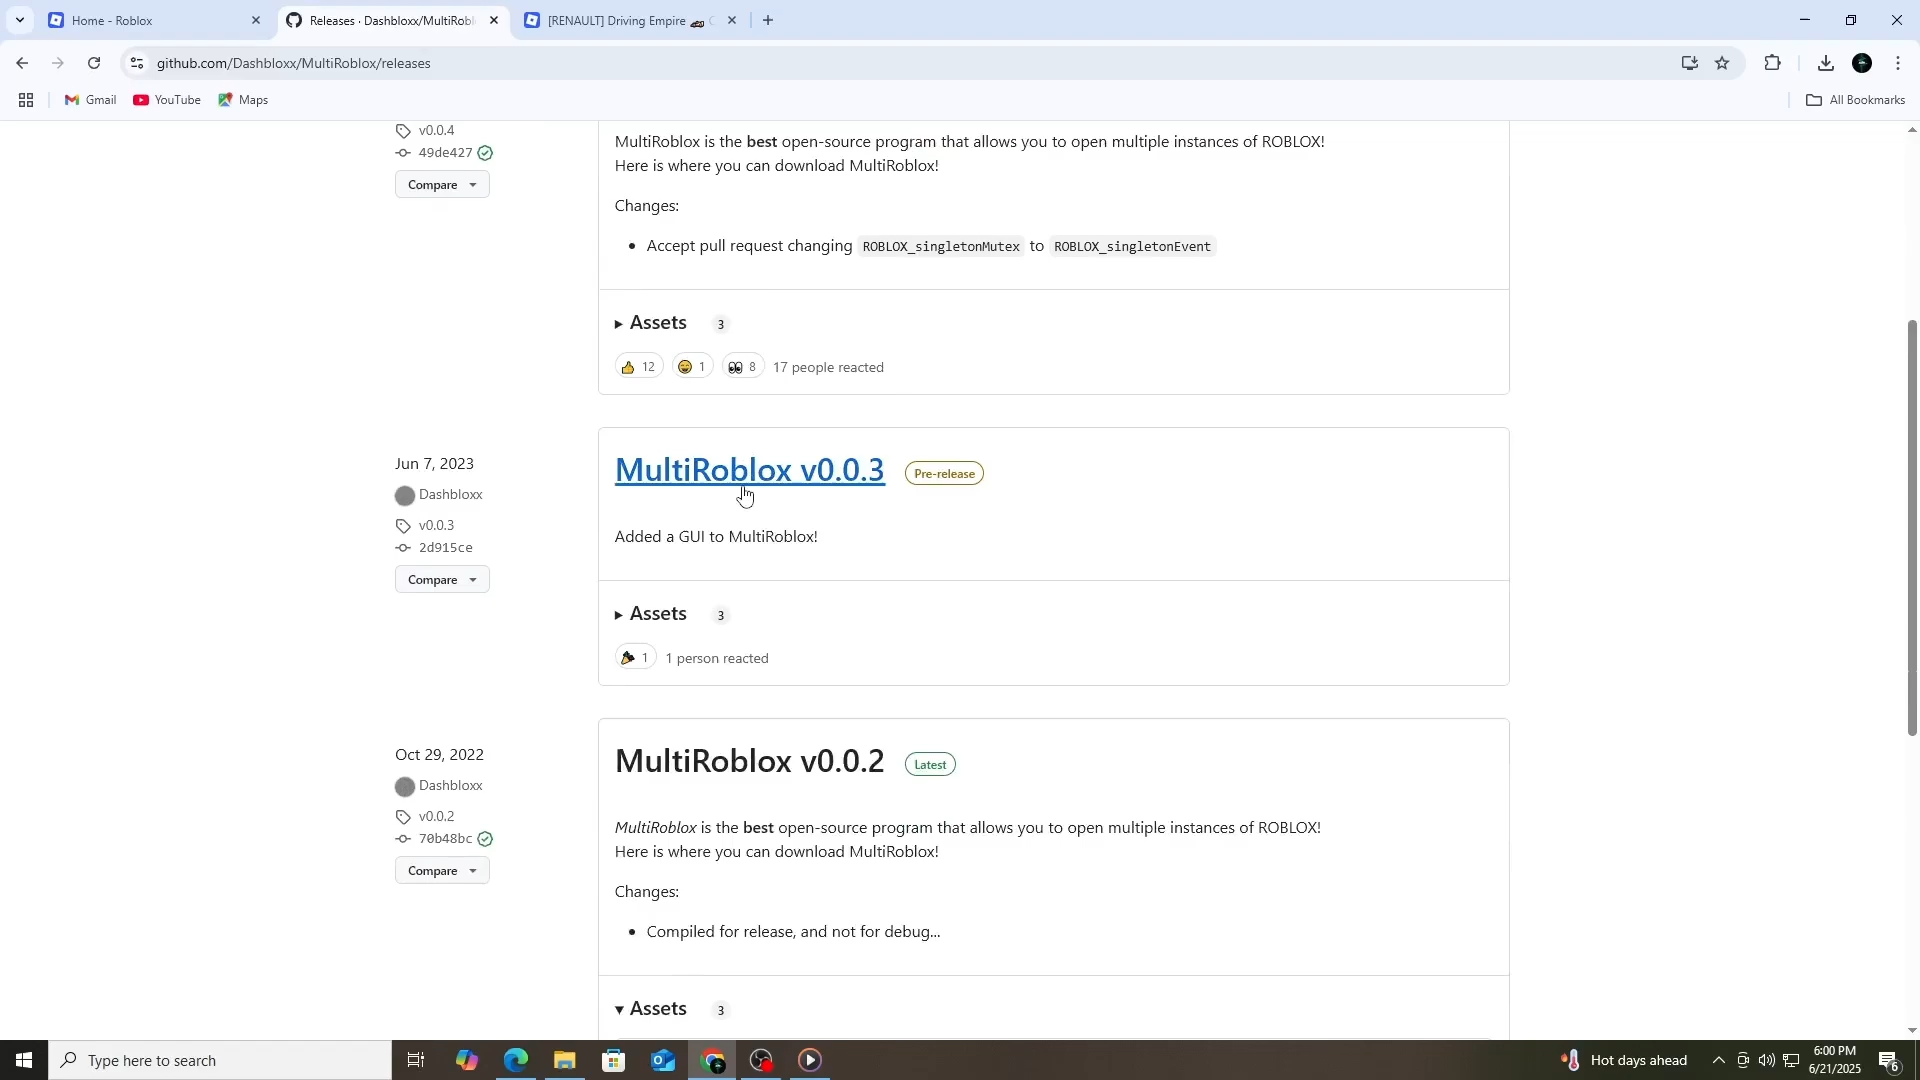 Home - Roblox
Releases · Dashbloxx/MultiRobl
[RENAULT] Driving Empire
github.com/Dashbloxx/MultiRoblox/releases
Gmail
YouTube
Maps
All Bookmarks
v0.0.4
49de427
Compare
MultiRoblox is the best open-source program that allows you to open multiple instances of ROBLOX!
Here is where you can download MultiRoblox!
Changes:
• Accept pull request changing ROBLOX_singletonMutex to ROBLOX_singletonEvent
Assets 3
12
1
8
17 people reacted
Jun 7, 2023
Dashbloxx
v0.0.3
2d915ce
Compare
MultiRoblox v0.0.3 Pre-release
Added a GUI to MultiRoblox!
Assets 3
1
1 person reacted
Oct 29, 2022
Dashbloxx
v0.0.2
70b48bc
Compare
MultiRoblox v0.0.2 Latest
MultiRoblox is the best open-source program that allows you to open multiple instances of ROBLOX!
Here is where you can download MultiRoblox!
Changes:
• Compiled for release, and not for debug...
Assets 3
Type here to search
Hot days ahead
6:00 PM
6/21/2025
6